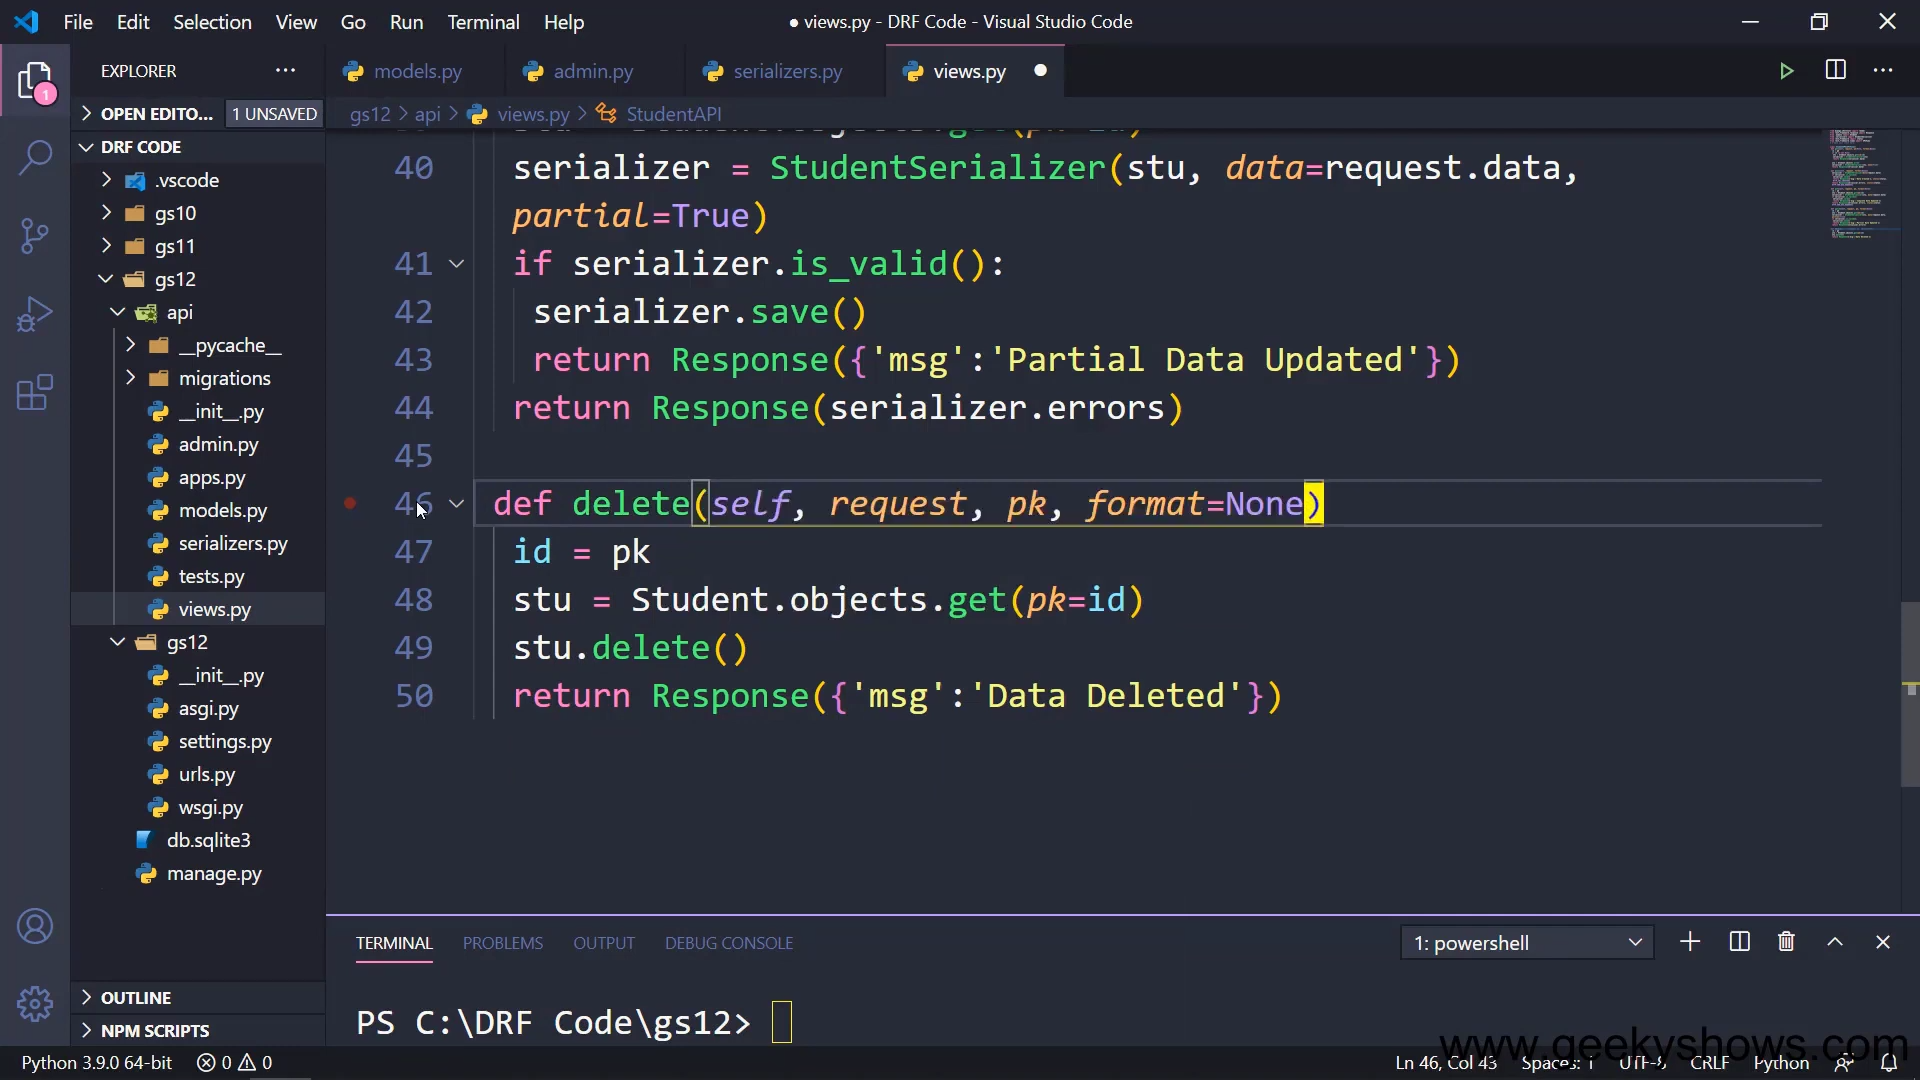 File Edit Selection View Go Run Terminal Help
● views.py - DRF Code - Visual Studio Code
EXPLORER
models.py admin.py serializers.py views.py
1
OPEN EDITO... 1 UNSAVED
gs12 > api > views.py > StudentAPI
DRF CODE
.vscode
gs10
gs11
gs12
api
__pycache__
migrations
__init__.py
admin.py
apps.py
models.py
serializers.py
tests.py
views.py
gs12
__init__.py
asgi.py
settings.py
urls.py
wsgi.py
db.sqlite3
manage.py
OUTLINE
NPM SCRIPTS
40 serializer = StudentSerializer(stu, data=request.data,
partial=True)
41 if serializer.is_valid():
42 serializer.save()
43 return Response({'msg':'Partial Data Updated'})
44 return Response(serializer.errors)
45
46 def delete(self, request, pk, format=None)
47 id = pk
48 stu = Student.objects.get(pk=id)
49 stu.delete()
50 return Response({'msg':'Data Deleted'})
TERMINAL PROBLEMS OUTPUT DEBUG CONSOLE
1: powershell
PS C:\DRF Code\gs12>
www.geekyshows.com
Python 3.9.0 64-bit 0 0
Ln 46, Col 43 Spaces: 1 UTF-8 CRLF Python